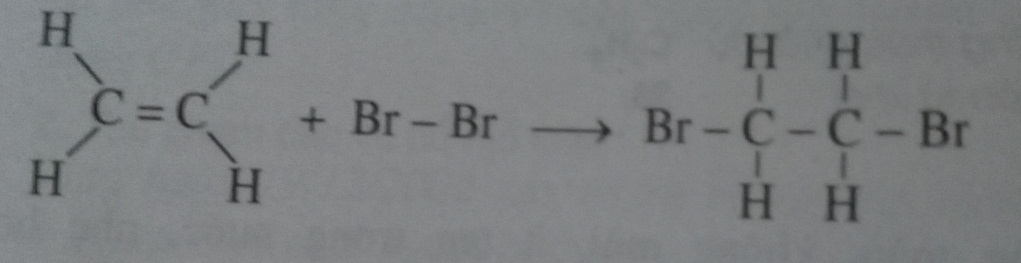 H H H H
C = C + Br – Br ⟶ Br – C – C – Br
H H H H